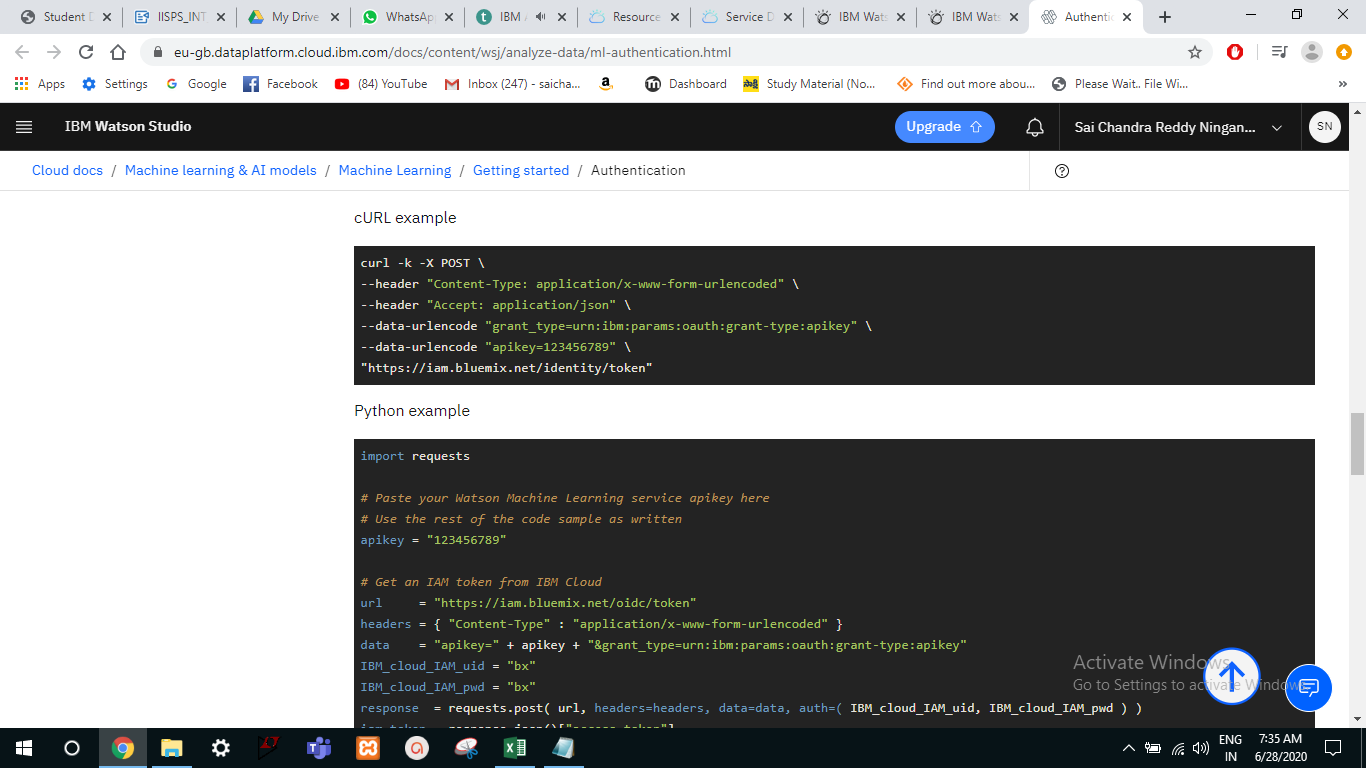 Student D
IISPS_INT
My Drive
WhatsAp
IBM
Resource
Service D
IBM Wats
IBM Wats
Authentic
eu-gb.dataplatform.cloud.ibm.com/docs/content/wsj/analyze-data/ml-authentication.html
Apps
Settings
Google
Facebook
(84) YouTube
Inbox (247) - saicha...
Dashboard
Study Material (No...
Find out more abou...
Please Wait.. File Wi...
IBM Watson Studio
Upgrade
Sai Chandra Reddy Ningan...
SN
Cloud docs / Machine learning & AI models / Machine Learning / Getting started / Authentication
cURL example
curl -k -X POST \
--header "Content-Type: application/x-www-form-urlencoded" \
--header "Accept: application/json" \
--data-urlencode "grant_type=urn:ibm:params:oauth:grant-type:apikey" \
--data-urlencode "apikey=123456789" \
"https://iam.bluemix.net/identity/token"
Python example
import requests
# Paste your Watson Machine Learning service apikey here
# Use the rest of the code sample as written
apikey = "123456789"
# Get an IAM token from IBM Cloud
url     = "https://iam.bluemix.net/oidc/token"
headers = { "Content-Type" : "application/x-www-form-urlencoded" }
data    = "apikey=" + apikey + "&grant_type=urn:ibm:params:oauth:grant-type:apikey"
IBM_cloud_IAM_uid = "bx"
IBM_cloud_IAM_pwd = "bx"
response  = requests.post( url, headers=headers, data=data, auth=( IBM_cloud_IAM_uid, IBM_cloud_IAM_pwd ) )
Activate Windows
Go to Settings to activate Windows
ENG
IN
7:35 AM
6/28/2020